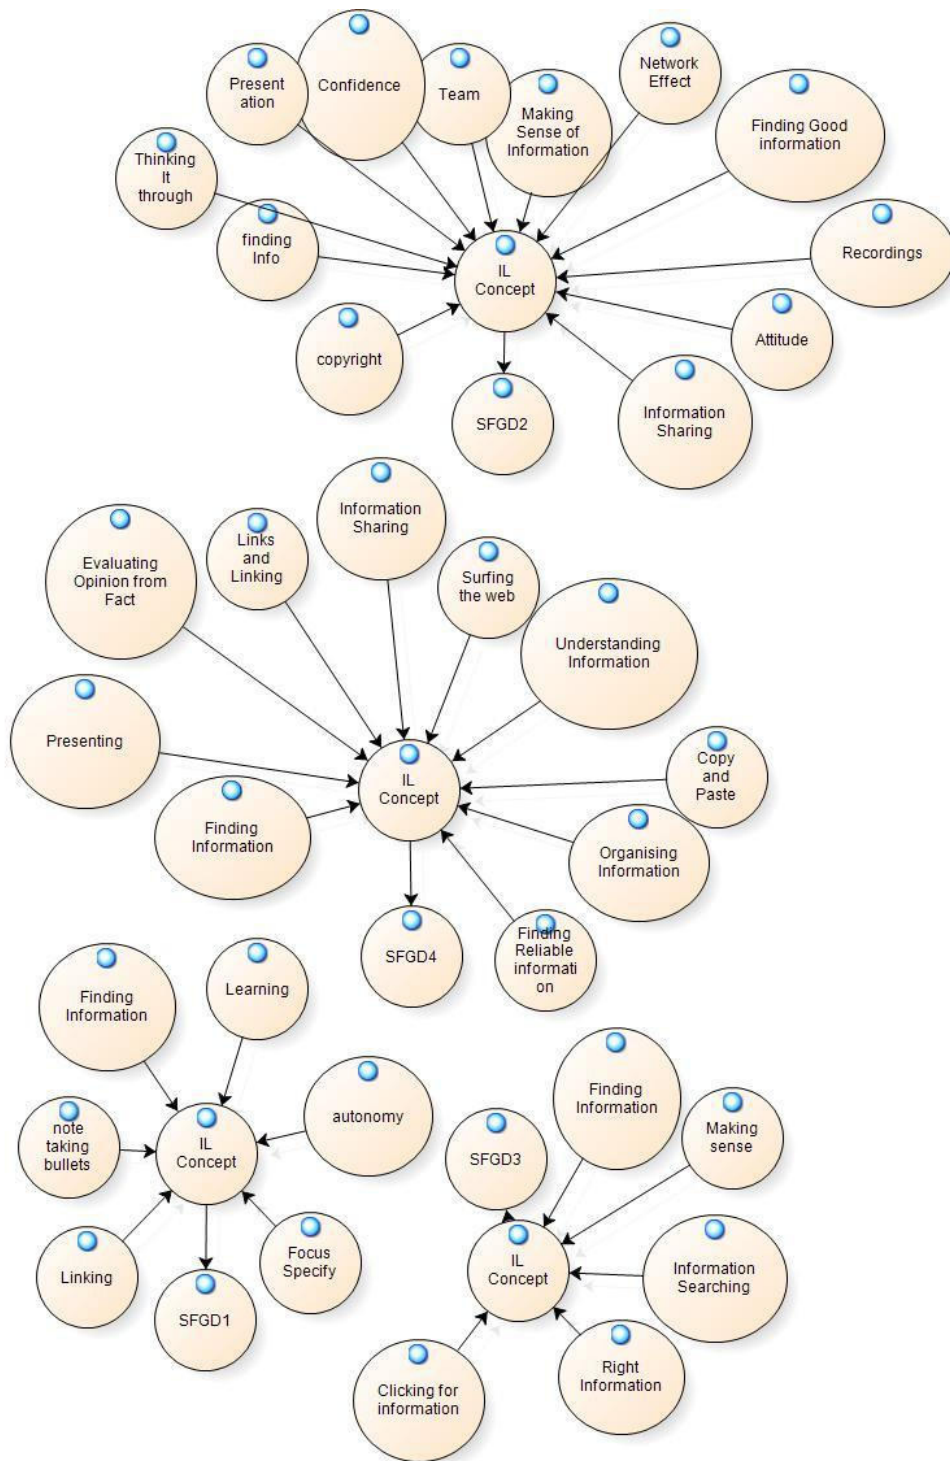 Confidence
Network
Effect
Present
ation
Team
Making
Sense of
Information
Finding Good
information
Thinking
It
through
finding
Info
Recordings
IL
Concept
copyright
Attitude
SFGD2
Information
Sharing
Information
Sharing
Links
and
Linking
Evaluating
Opinion from
Fact
Surfing
the web
Understanding
Information
Presenting
IL
Concept
Copy
and
Paste
Finding
Information
Organising
Information
SFGD4
Finding
Reliable
informati
on
Finding
Information
Learning
autonomy
note
taking
bullets
IL
Concept
Linking
Focus
Specify
SFGD1
Finding
Information
Making
sense
SFGD3
IL
Concept
Information
Searching
Right
Information
Clicking for
information